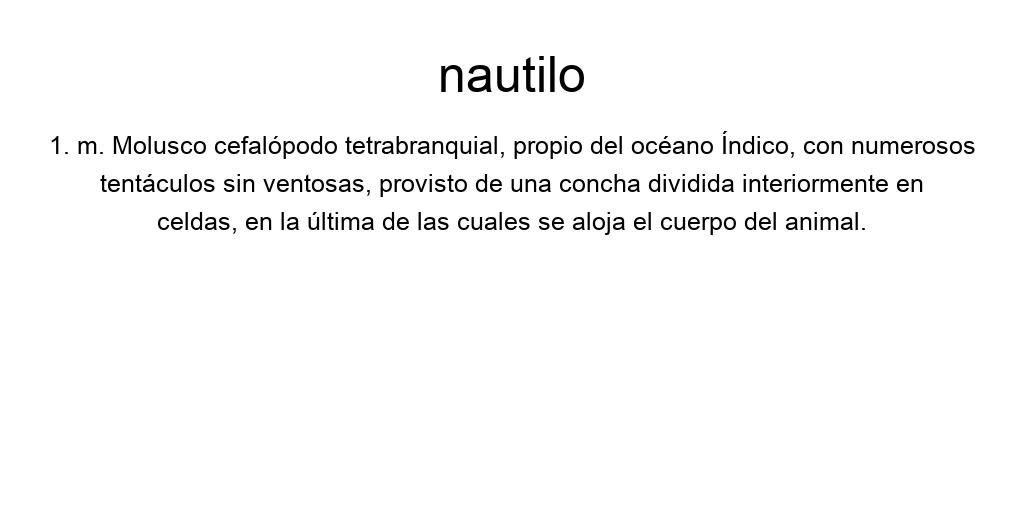 nautilo
1. m. Molusco cefalópodo tetrabranquial, propio del océano Índico, con numerosos
tentáculos sin ventosas, provisto de una concha dividida interiormente en
celdas, en la última de las cuales se aloja el cuerpo del animal.